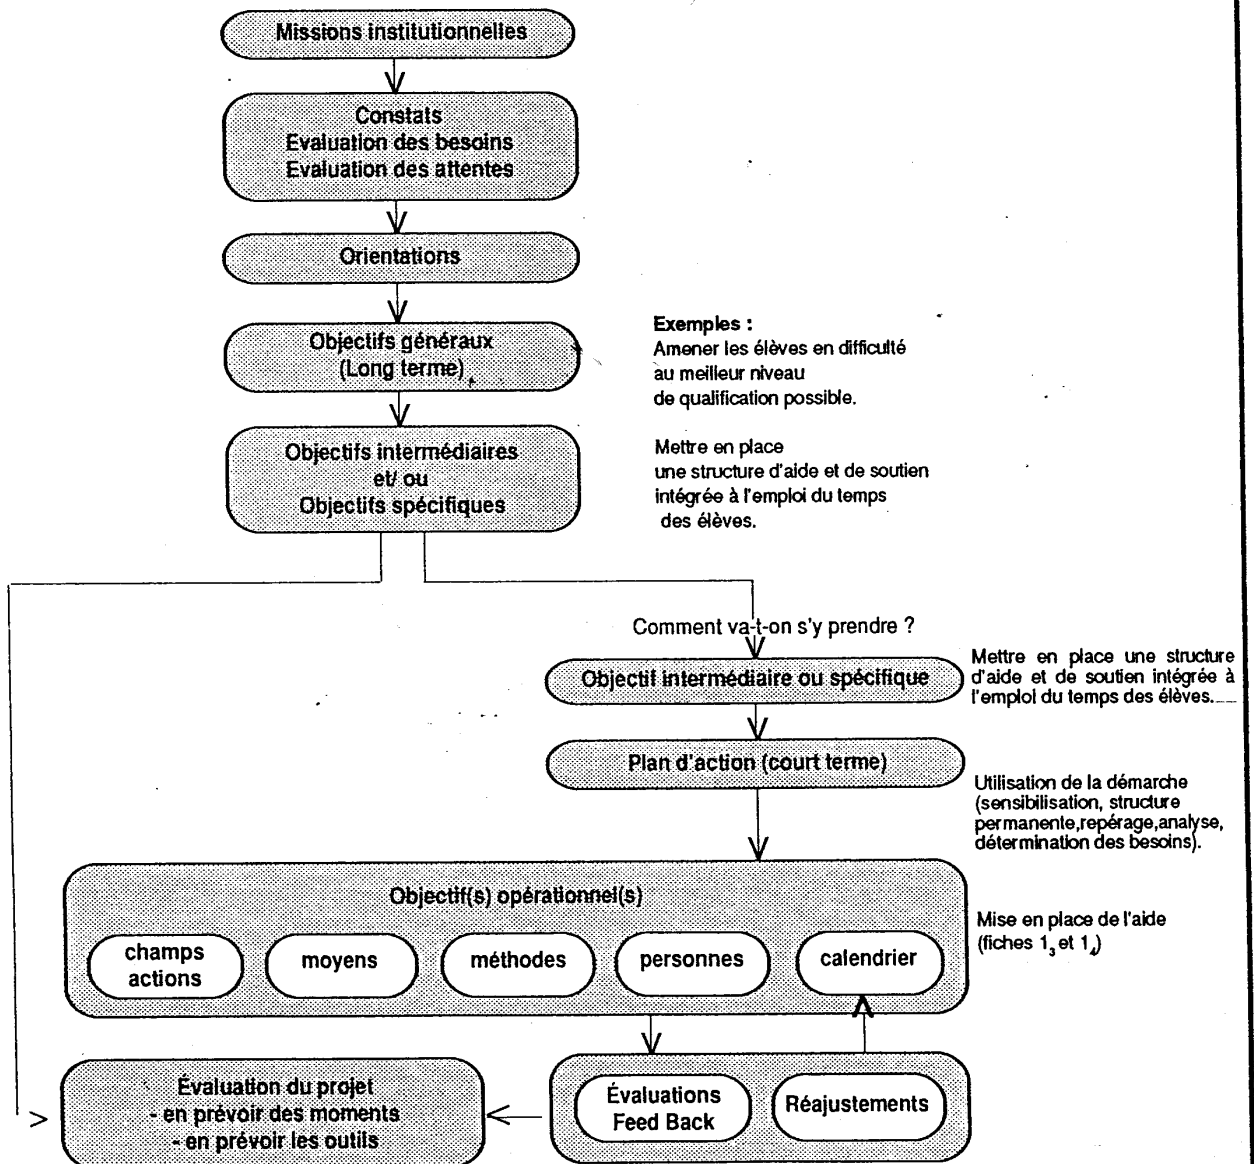 Missions institutionnelles
Constats
Evaluation des besoins
Evaluation des attentes
Orientations
Objectifs généraux
(Long terme)
Exemples :
Amener les élèves en difficulté
au meilleur niveau
de qualification possible.
Objectifs intermédiaires
et/ ou
Objectifs spécifiques
Mettre en place
une structure d'aide et de soutien
intégrée à l'emploi du temps
des élèves.
Comment va-t-on s'y prendre ?
Objectif intermédiaire ou spécifique
Mettre en place une structure
d'aide et de soutien intégrée à
l'emploi du temps des élèves.
Plan d'action (court terme)
Utilisation de la démarche
(sensibilisation, structure
permanente,repérage,analyse,
détermination des besoins).
Objectif(s) opérationnel(s)
champs
actions
moyens
méthodes
personnes
calendrier
Mise en place de l'aide
(fiches 1₃ et 1₄)
Évaluation du projet
- en prévoir des moments
- en prévoir les outils
Évaluations
Feed Back
Réajustements